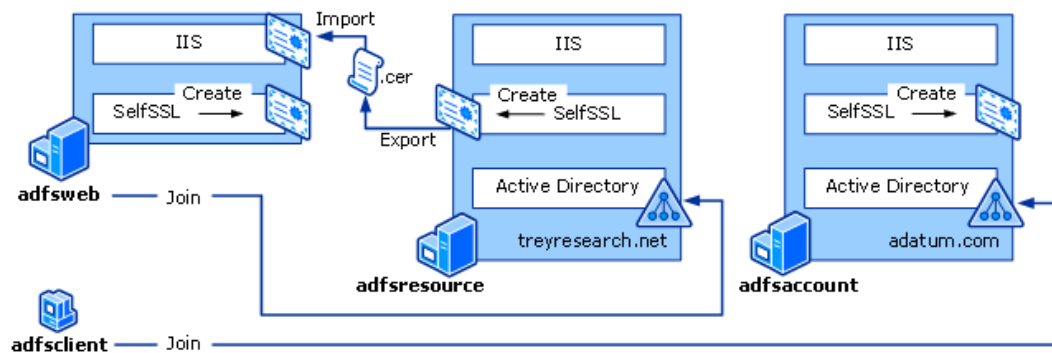 Import
IIS
.cer
Create
SelfSSL
Export
adfsweb
Join
IIS
Create
SelfSSL
Active Directory
treyresearch.net
adfsresource
IIS
Create
SelfSSL
Active Directory
adatum.com
adfsaccount
adfsclient
Join